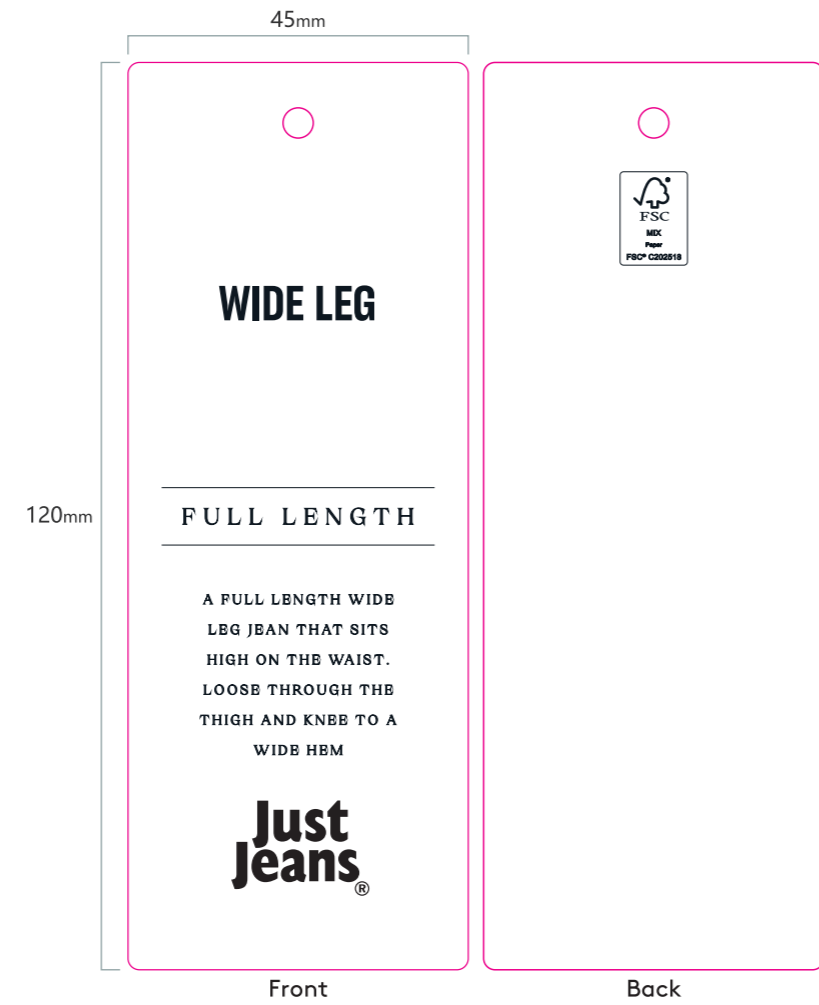 45mm
120mm
WIDE LEG
FULL LENGTH
A FULL LENGTH WIDE
LEG JEAN THAT SITS
HIGH ON THE WAIST.
LOOSE THROUGH THE
THIGH AND KNEE TO A
WIDE HEM
Just
Jeans®
Front
FSC
MIX
Paper
FSC® C202518
Back